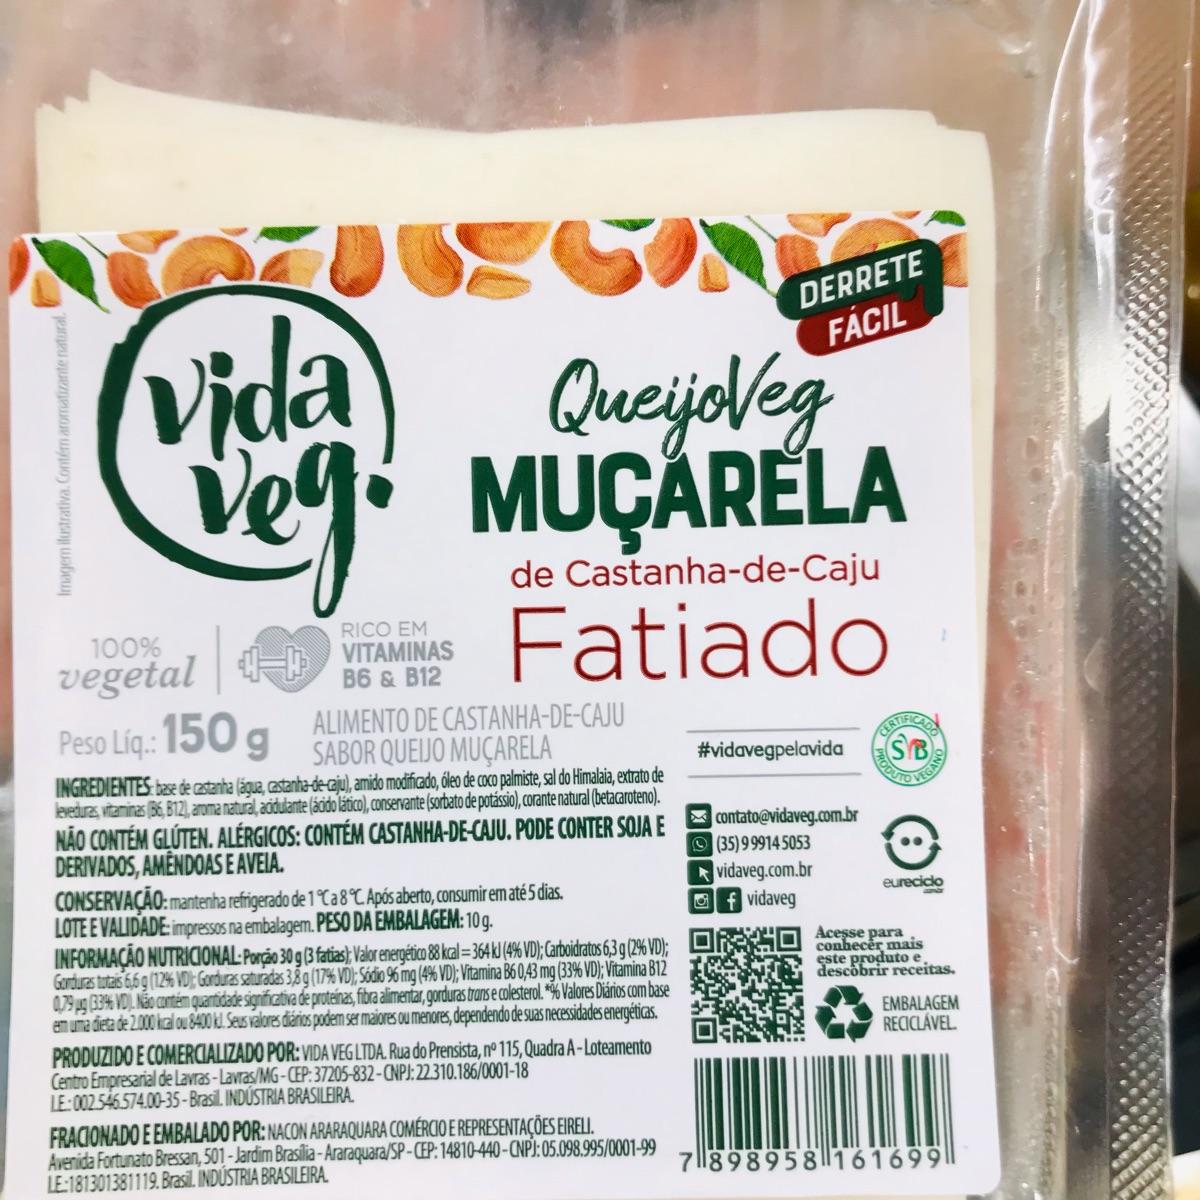 DERRETE
FÁCIL
vida
veg.
QueijoVeg
MUÇARELA
de Castanha-de-Caju
Fatiado
Imagem ilustrativa. Contém aromatizante natural.
100%
vegetal
RICO EM
VITAMINAS
B6 & B12
Peso Líq.: 150 g
ALIMENTO DE CASTANHA-DE-CAJU
SABOR QUEIJO MUÇARELA
#vidavegpelavida
CERTIFICADO
SVB
PRODUTO VEGANO
INGREDIENTES: base de castanha (água, castanha-de-caju), amido modificado, óleo de coco palmiste, sal do Himalaia, extrato de
leveduras, vitaminas (B6, B12), aroma natural, acidulante (ácido lático), conservante (sorbato de potássio), corante natural (betacaroteno).
NÃO CONTÉM GLÚTEN. ALÉRGICOS: CONTÉM CASTANHA-DE-CAJU. PODE CONTER SOJA E
DERIVADOS, AMÊNDOAS E AVEIA.
CONSERVAÇÃO: mantenha refrigerado de 1 °C a 8 °C. Após aberto, consumir em até 5 dias.
LOTE E VALIDADE: impressos na embalagem. PESO DA EMBALAGEM: 10 g.
INFORMAÇÃO NUTRICIONAL: Porção 30 g (3 fatias); Valor energético 88 kcal = 364 kJ (4% VD); Carboidratos 6,3 g (2% VD);
Gorduras totais 6,6 g (12% VD); Gorduras saturadas 3,8 g (17% VD); Sódio 96 mg (4% VD); Vitamina B6 0,43 mg (33% VD); Vitamina B12
0,79 µg (33% VD). Não contém quantidade significativa de proteínas, fibra alimentar, gorduras trans e colesterol. *% Valores Diários com base
em uma dieta de 2.000 kcal ou 8400 kJ. Seus valores diários podem ser maiores ou menores, dependendo de suas necessidades energéticas.
PRODUZIDO E COMERCIALIZADO POR: VIDA VEG LTDA. Rua do Prensista, nº 115, Quadra A - Loteamento
Centro Empresarial de Lavras - Lavras/MG - CEP: 37205-832 - CNPJ: 22.310.186/0001-18
I.E.: 002.546.574.00-35 - Brasil. INDÚSTRIA BRASILEIRA.
FRACIONADO E EMBALADO POR: NACON ARARAQUARA COMÉRCIO E REPRESENTAÇÕES EIRELI.
Avenida Fortunato Bressan, 501 - Jardim Brasília - Araraquara/SP - CEP: 14810-440 - CNPJ: 05.098.995/0001-99
I.E.:181301381119. Brasil. INDÚSTRIA BRASILEIRA.
contato@vidaveg.com.br
(35) 9 9914 5053
vidaveg.com.br
vidaveg
eureciclo
Acesse para
conhecer mais
este produto e
descobrir receitas.
EMBALAGEM
RECICLÁVEL.
7 898958 161699